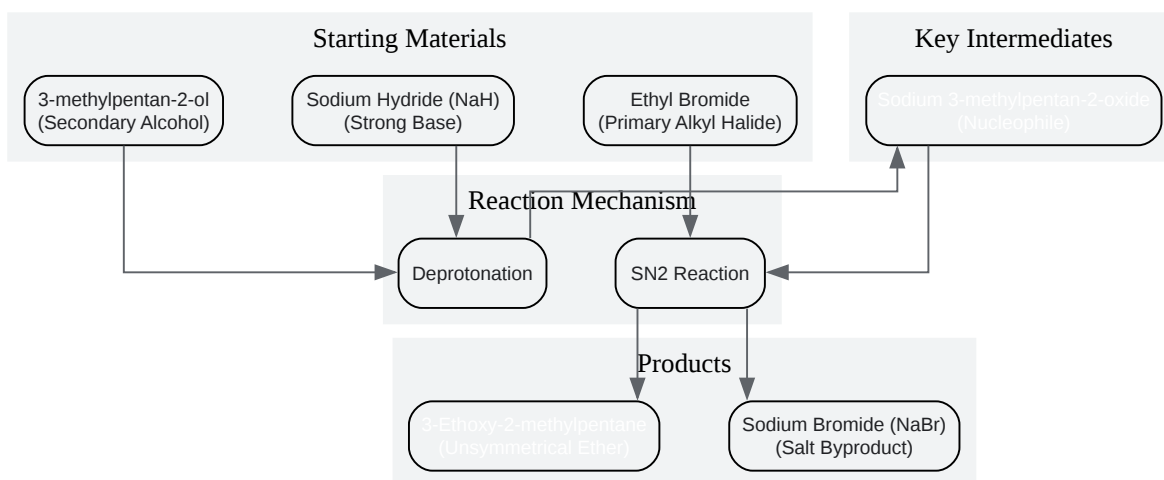 Starting Materials
Key Intermediates
3-methylpentan-2-ol
(Secondary Alcohol)
Sodium Hydride (NaH)
(Strong Base)
Ethyl Bromide
(Primary Alkyl Halide)
Sodium 3-methylpentan-2-oxide
(Nucleophile)
Reaction Mechanism
Deprotonation
SN2 Reaction
Products
3-Ethoxy-2-methylpentane
(Unsymmetrical Ether)
Sodium Bromide (NaBr)
(Salt Byproduct)